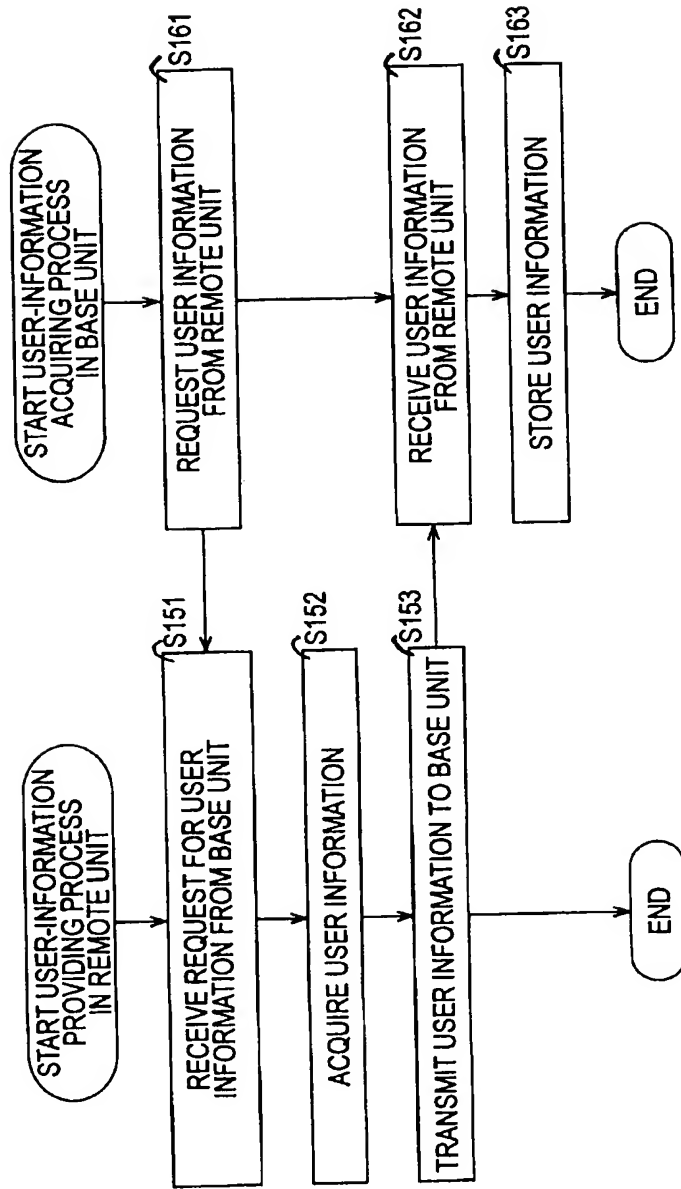 START USER-INFORMATION
PROVIDING PROCESS
IN REMOTE UNIT
S151
RECEIVE REQUEST FOR USER
INFORMATION FROM BASE UNIT
S152
ACQUIRE USER INFORMATION
S153
TRANSMIT USER INFORMATION TO BASE UNIT
END
START USER-INFORMATION
ACQUIRING PROCESS
IN BASE UNIT
S161
REQUEST USER INFORMATION
FROM REMOTE UNIT
S162
RECEIVE USER INFORMATION
FROM REMOTE UNIT
S163
STORE USER INFORMATION
END